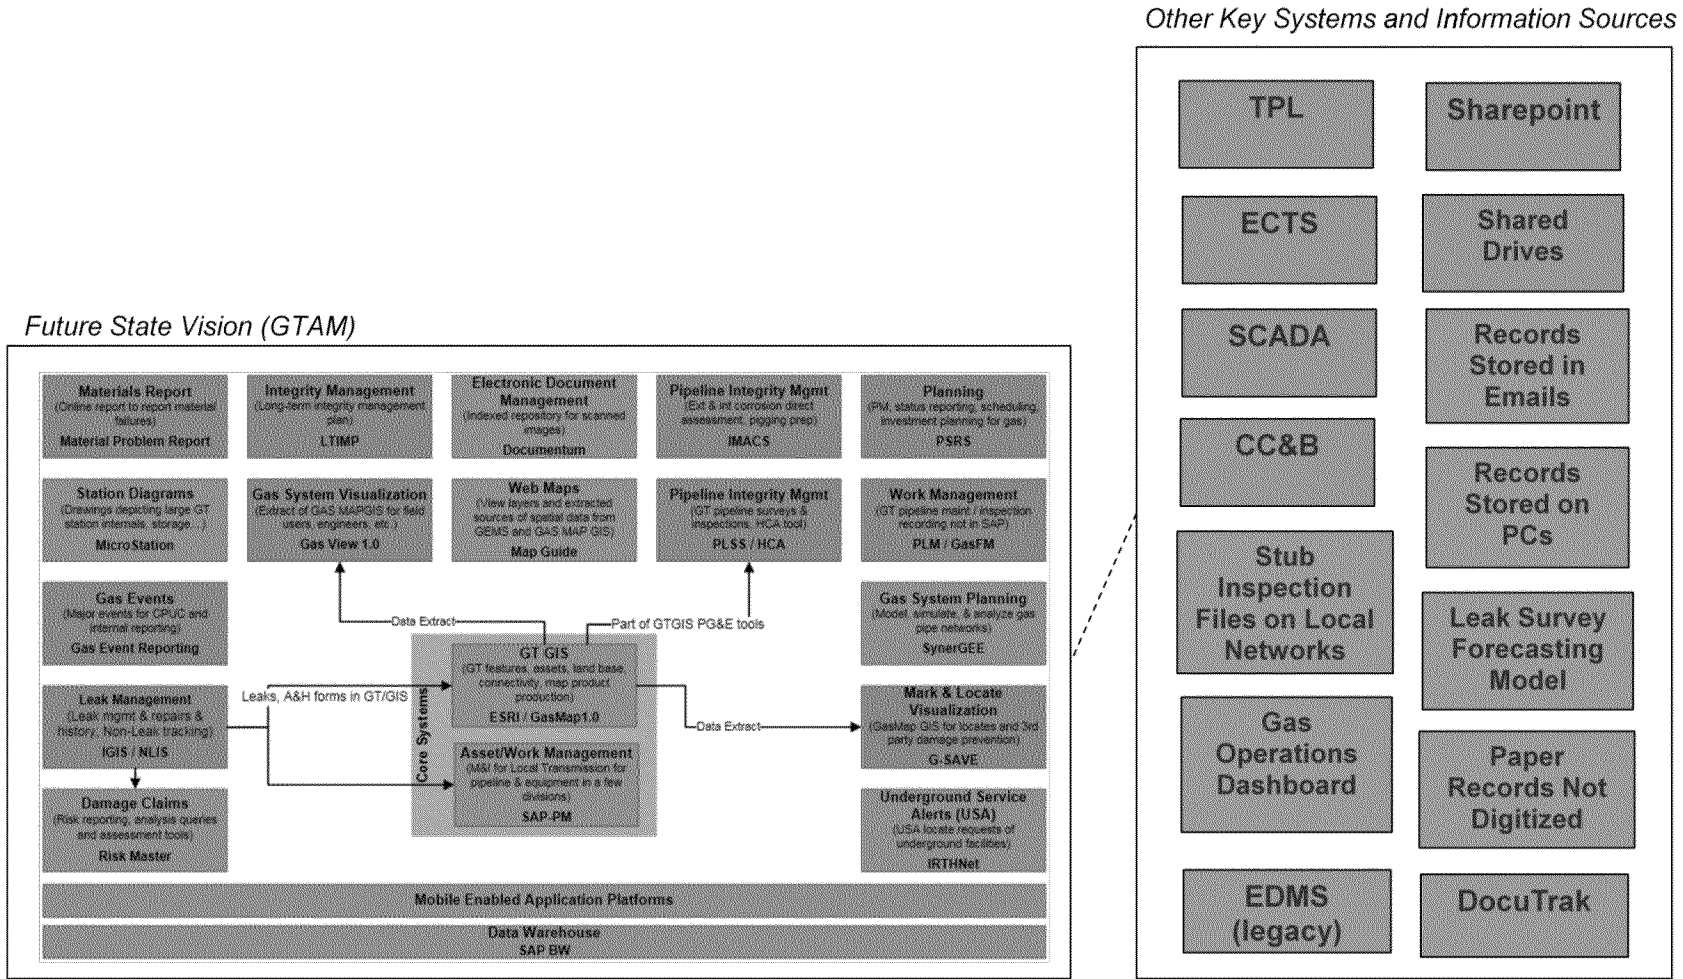 Other Key Systems and Information Sources
TPL
Sharepoint
ECTS
Shared
Drives
SCADA
Records
Stored in
Emails
CC&B
Records
Stored on
PCs
Stub
Inspection
Files on Local
Networks
Leak Survey
Forecasting
Model
Gas
Operations
Dashboard
Paper
Records Not
Digitized
EDMS
(legacy)
DocuTrak
Future State Vision (GTAM)
Materials Report
(Online report to report material
failures)
Material Problem Report
Integrity Management
(Long-term integrity management
plan)
LTIMP
Electronic Document
Management
(Indexed repository for scanned
images)
Documentum
Pipeline Integrity Mgmt
(Ext & int corrosion direct
assessment, pigging prep)
IMACS
Planning
(PM, status reporting, scheduling,
investment planning for gas)
PSRS
Station Diagrams
(Drawings depicting large GT
station internals, storage...)
MicroStation
Gas System Visualization
(Extract of GAS MAPGIS for field
users, engineers, etc.)
Gas View 1.0
Web Maps
(View layers and extracted
sources of spatial data from
GEMS and GAS MAP GIS)
Map Guide
Pipeline Integrity Mgmt
(GT pipeline surveys &
inspections, HCA tool)
PLSS / HCA
Work Management
(GT pipeline maint / inspection
recording not in SAP)
PLM / GasFM
Gas Events
(Major events for CPUC and
internal reporting)
Gas Event Reporting
Data Extract
Part of GTGIS PG&E tools
Gas System Planning
(Model, simulate, & analyze gas
pipe networks)
SynerGEE
Leak Management
(Leak mgmt & repairs &
history, Non-Leak tracking)
IGIS / NLIS
Leaks, A&H forms in GT/GIS
Core Systems
GT GIS
(GT features, assets, land base,
connectivity, map product
production)
ESRI / GasMap1.0
Data Extract
Mark & Locate
Visualization
(GasMap GIS for locates and 3rd
party damage prevention)
G-SAVE
Asset/Work Management
(M&I for Local Transmission for
pipeline & equipment in a few
divisions)
SAP-PM
Damage Claims
(Risk reporting, analysis queries
and assessment tools)
Risk Master
Underground Service
Alerts (USA)
(USA locate requests of
underground facilities)
IRTHNet
Mobile Enabled Application Platforms
Data Warehouse
SAP BW